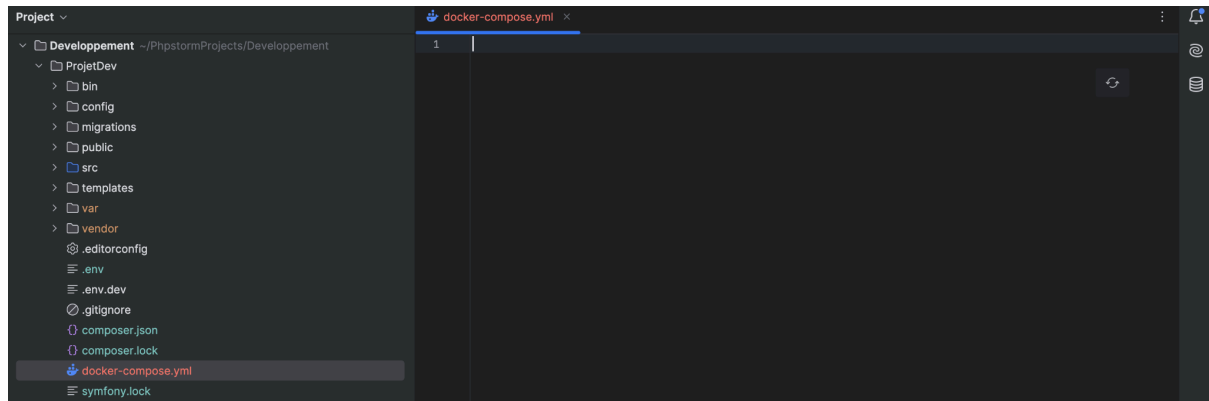 Project
Developpement ~/PhpstormProjects/Developpement
ProjetDev
bin
config
migrations
public
src
templates
var
vendor
.editorconfig
.env
.env.dev
.gitignore
{} composer.json
{} composer.lock
docker-compose.yml
symfony.lock
docker-compose.yml ×
1